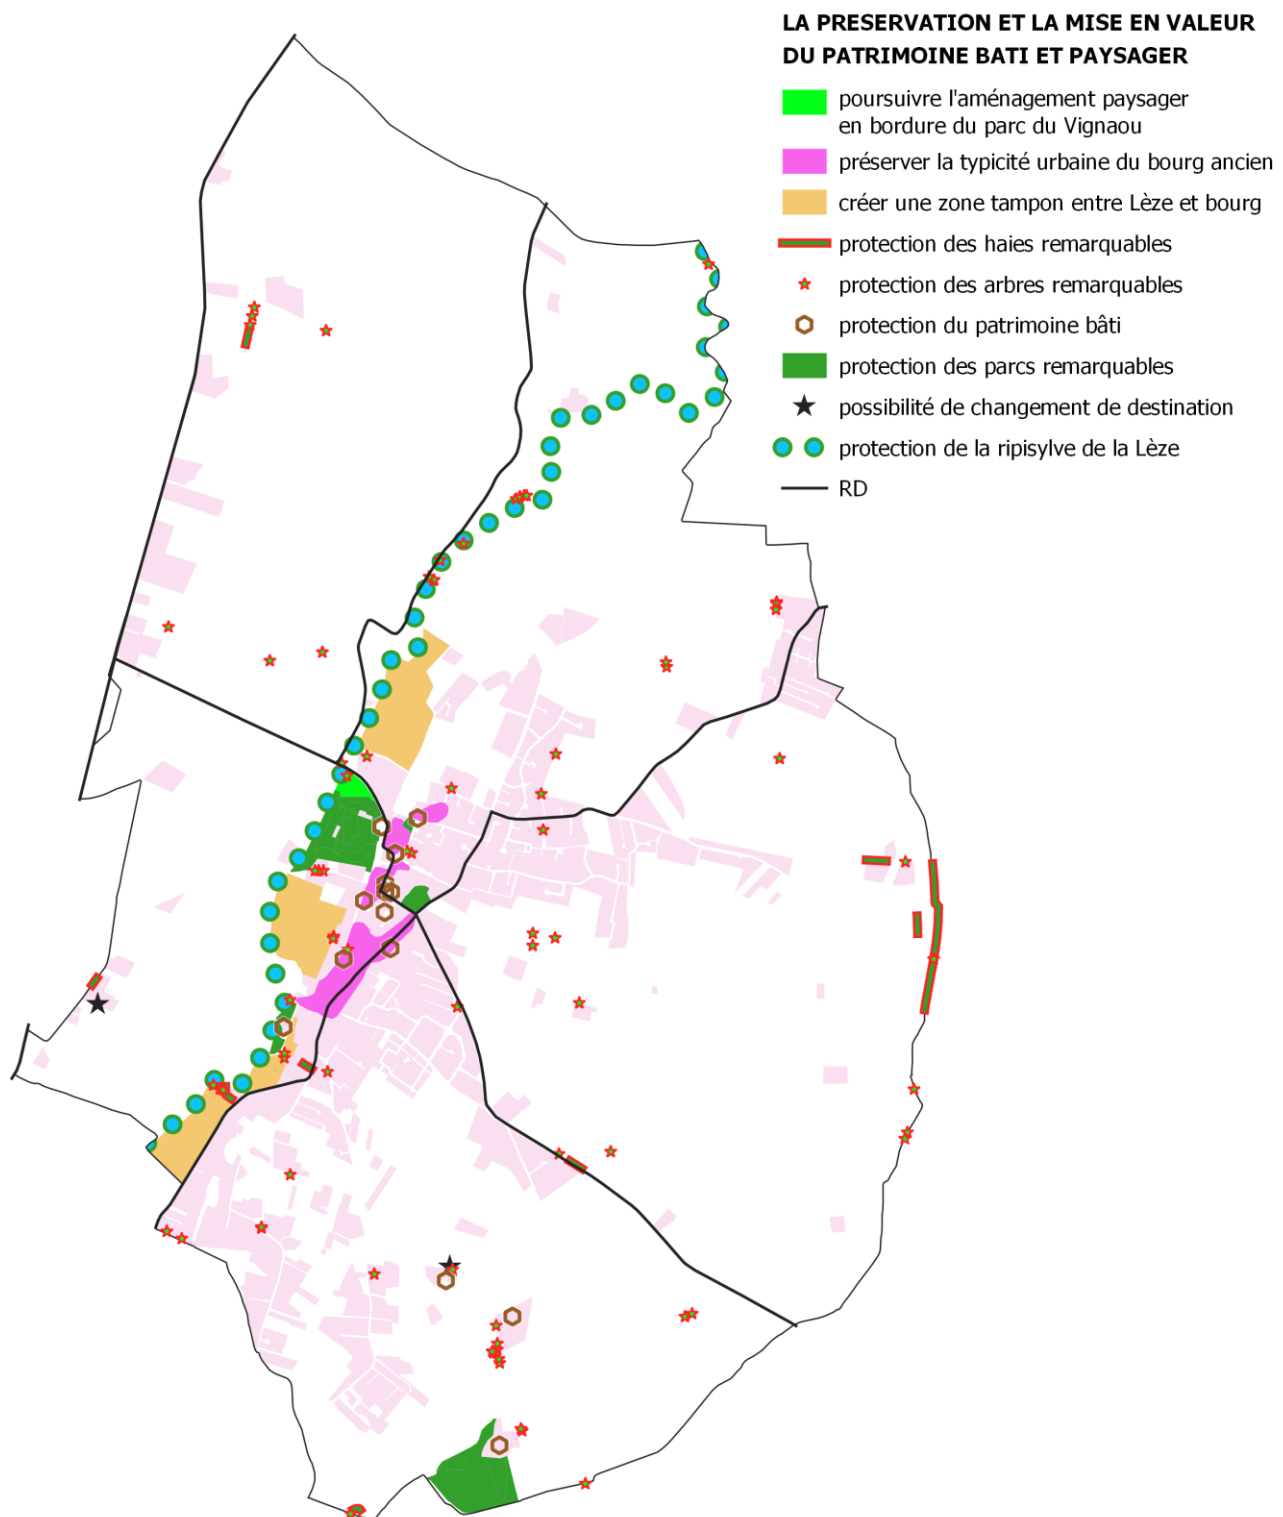 LA PRESERVATION ET LA MISE EN VALEUR
DU PATRIMOINE BATI ET PAYSAGER
poursuivre l'aménagement paysager
en bordure du parc du Vignaou
préserver la typicité urbaine du bourg ancien
créer une zone tampon entre Lèze et bourg
protection des haies remarquables
protection des arbres remarquables
protection du patrimoine bâti
protection des parcs remarquables
possibilité de changement de destination
protection de la ripisylve de la Lèze
RD